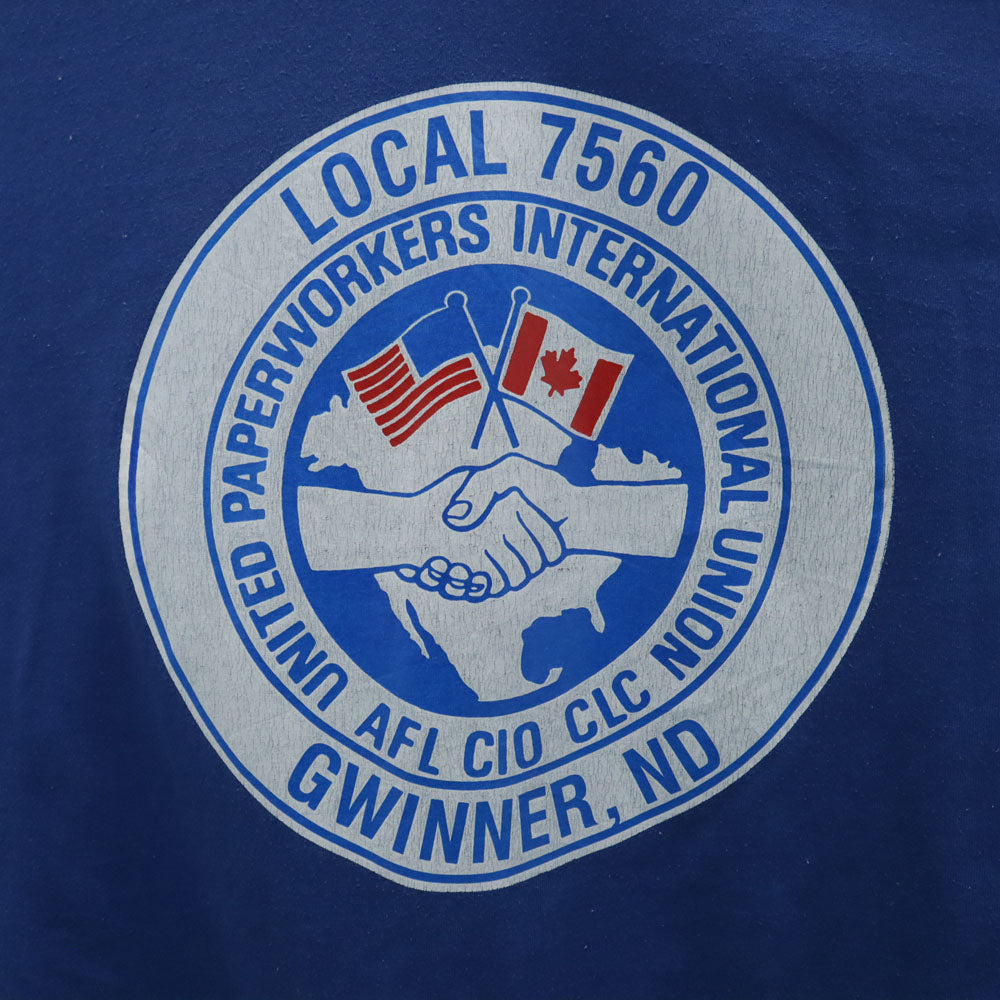 LOCAL 7560
UNITED PAPERWORKERS INTERNATIONAL UNION
AFL CIO CLC
GWINNER, ND